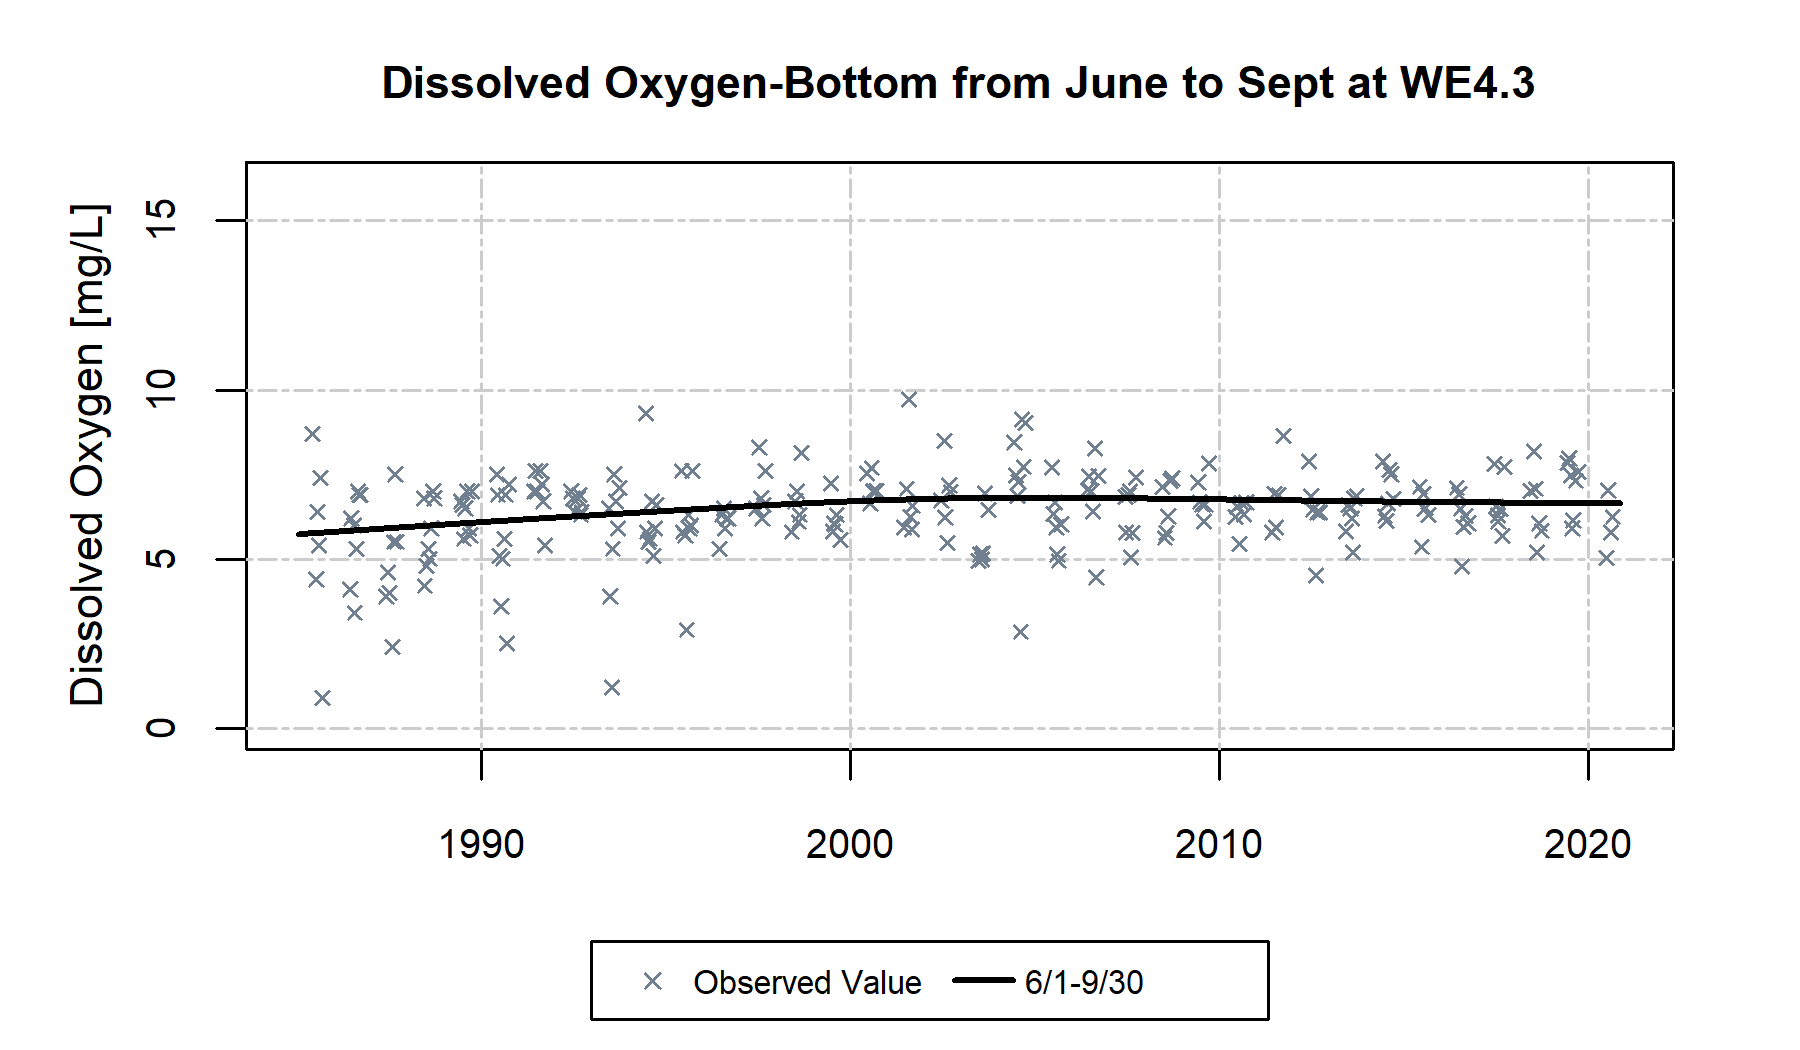 Dissolved Oxygen-Bottom from June to Sept at WE4.3
Dissolved Oxygen [mg/L]
15
10
5
0
1990 2000 2010 2020
Observed Value 6/1-9/30